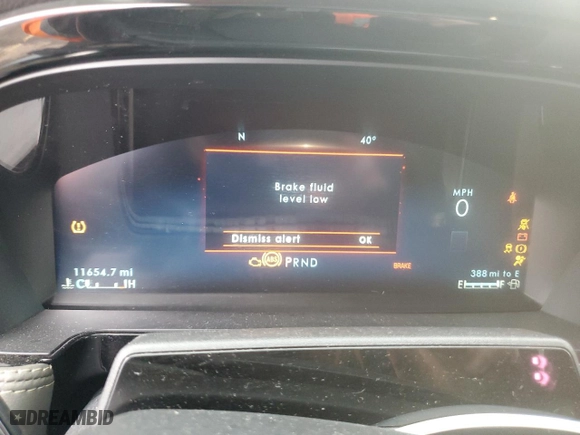 N 40°
Brake fluid
level low
MPH
0
Dismiss alert OK
ABS PRND
BRAKE
11654.7 mi
388 mi to E
C H
E F
DREAMBID